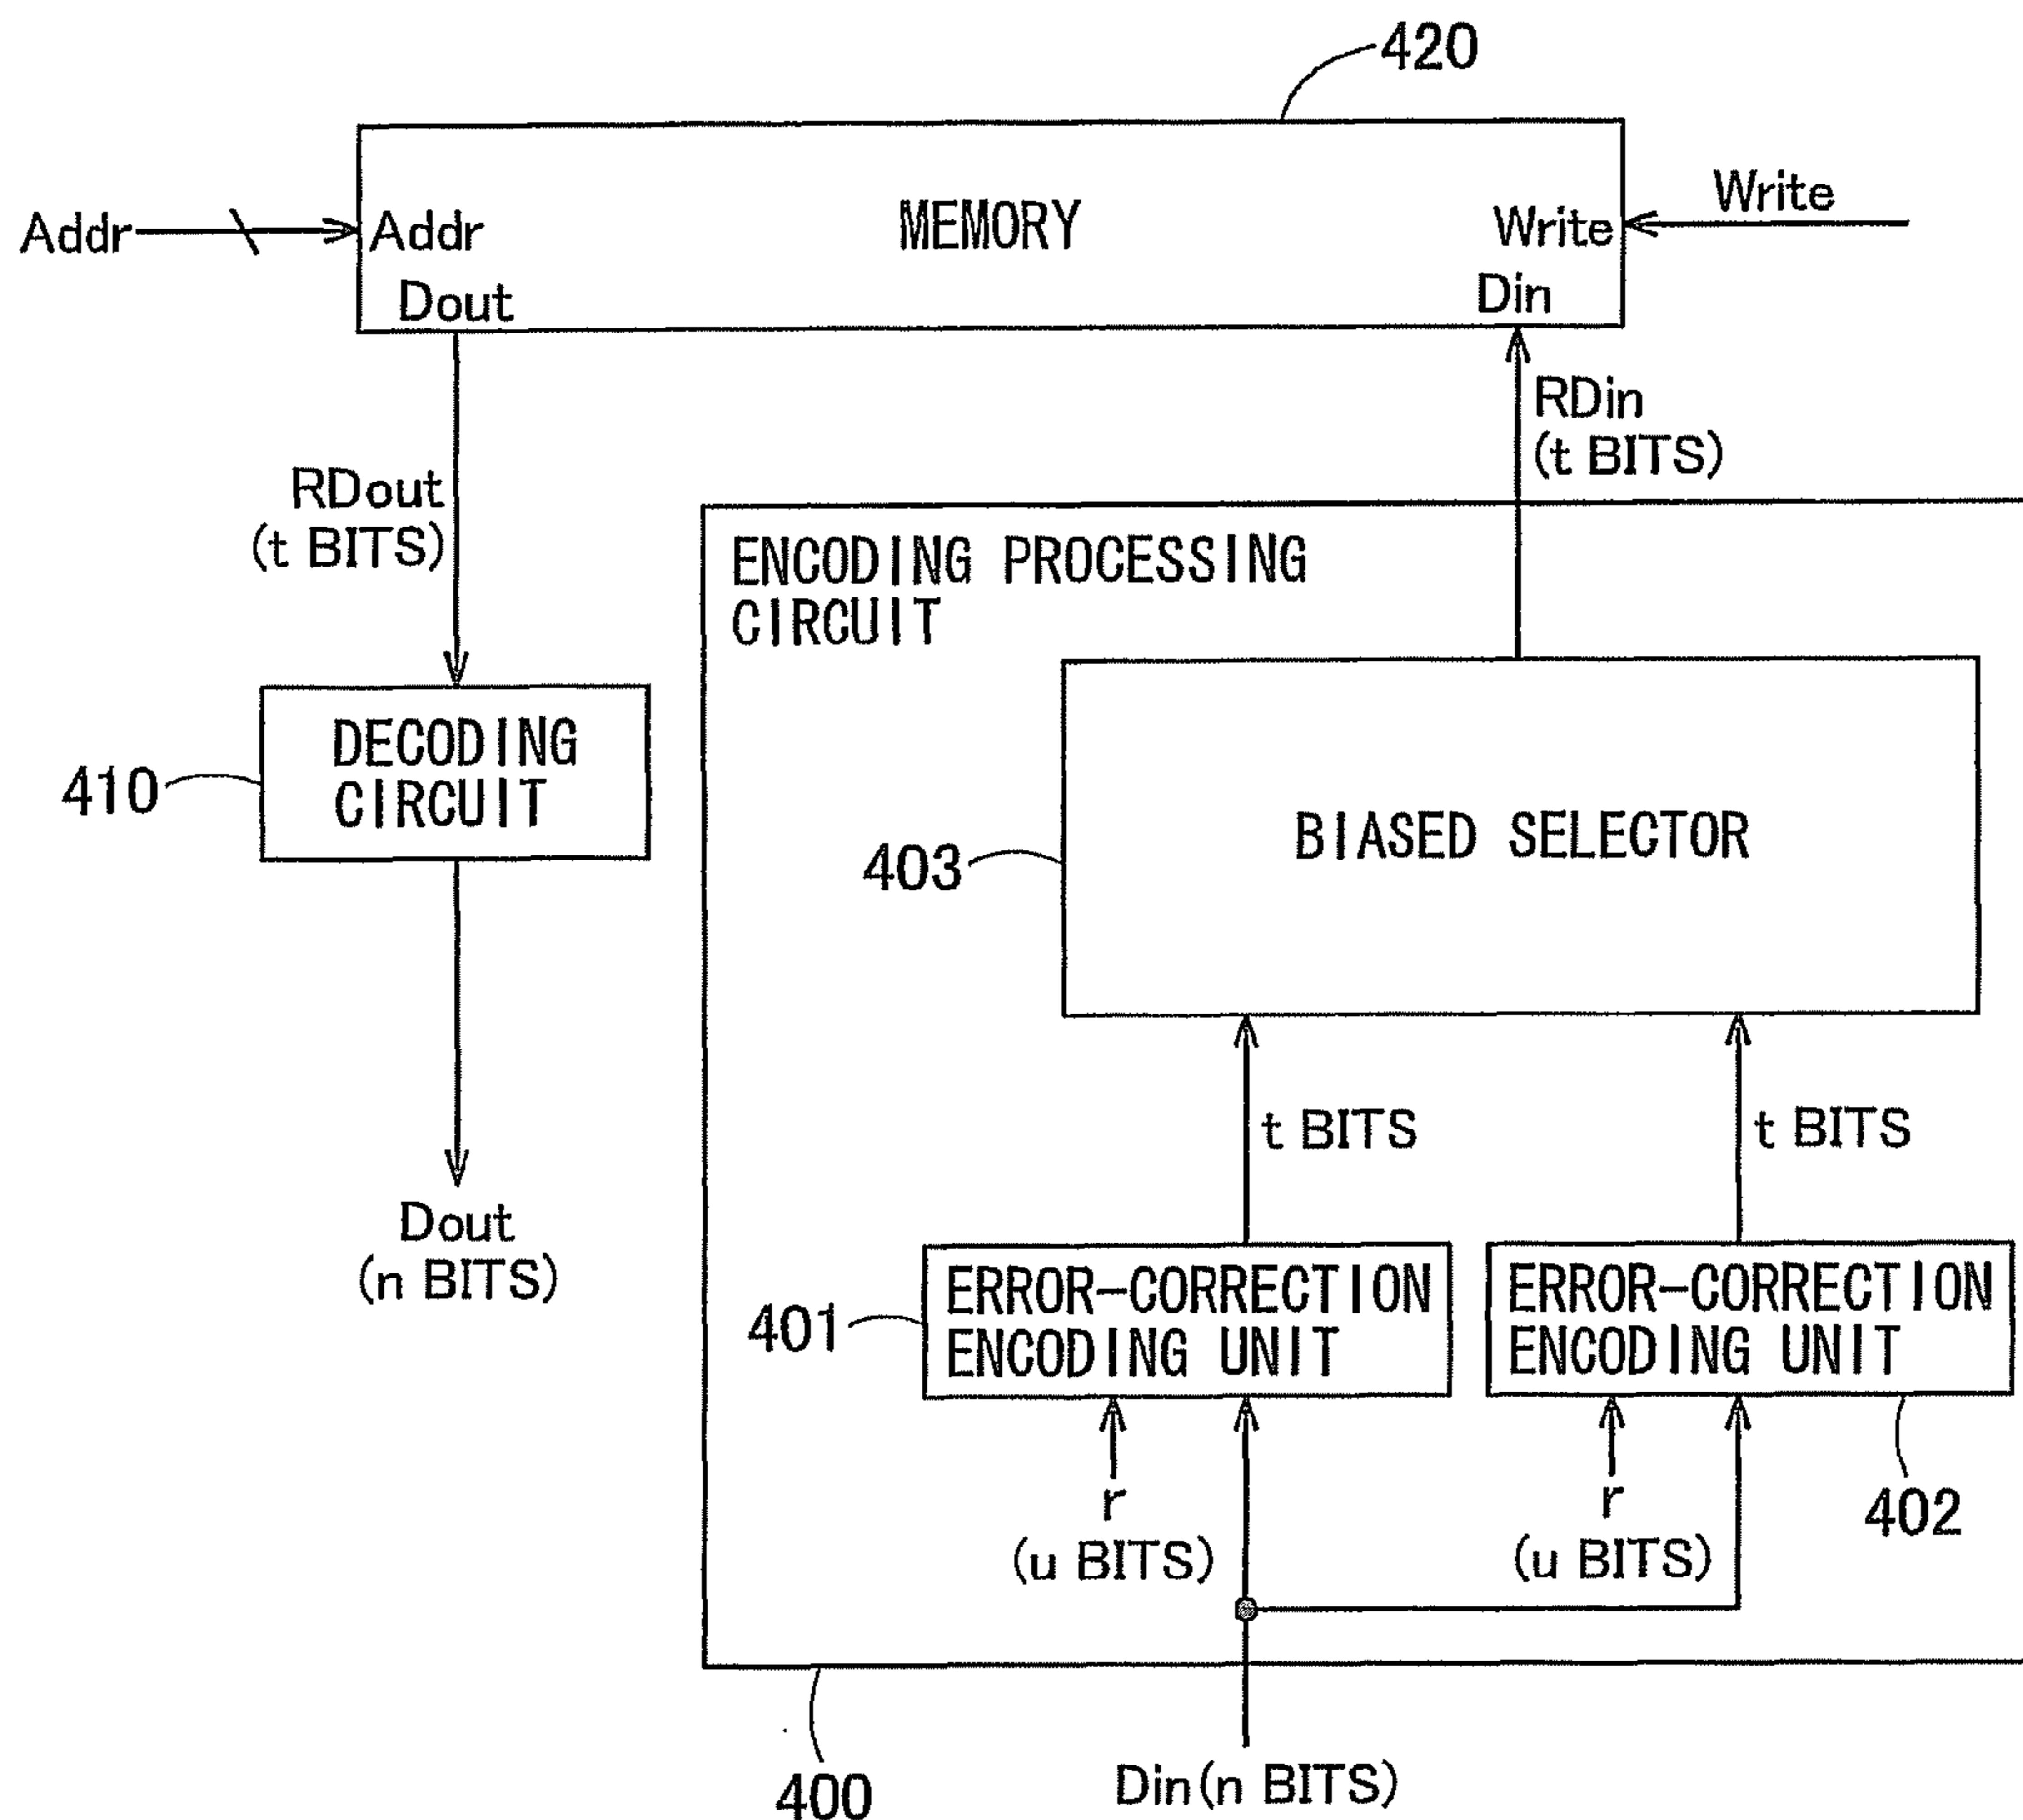 420
Addr
Addr
MEMORY
Write
Write
Dout
Din
RDin
(t BITS)
RDout
(t BITS)
ENCODING PROCESSING
CIRCUIT
DECODING
CIRCUIT
410
BIASED SELECTOR
403
t BITS
t BITS
Dout
(n BITS)
401
ERROR-CORRECTION
ENCODING UNIT
ERROR-CORRECTION
ENCODING UNIT
r
(u BITS)
r
(u BITS)
402
400
Din(n BITS)